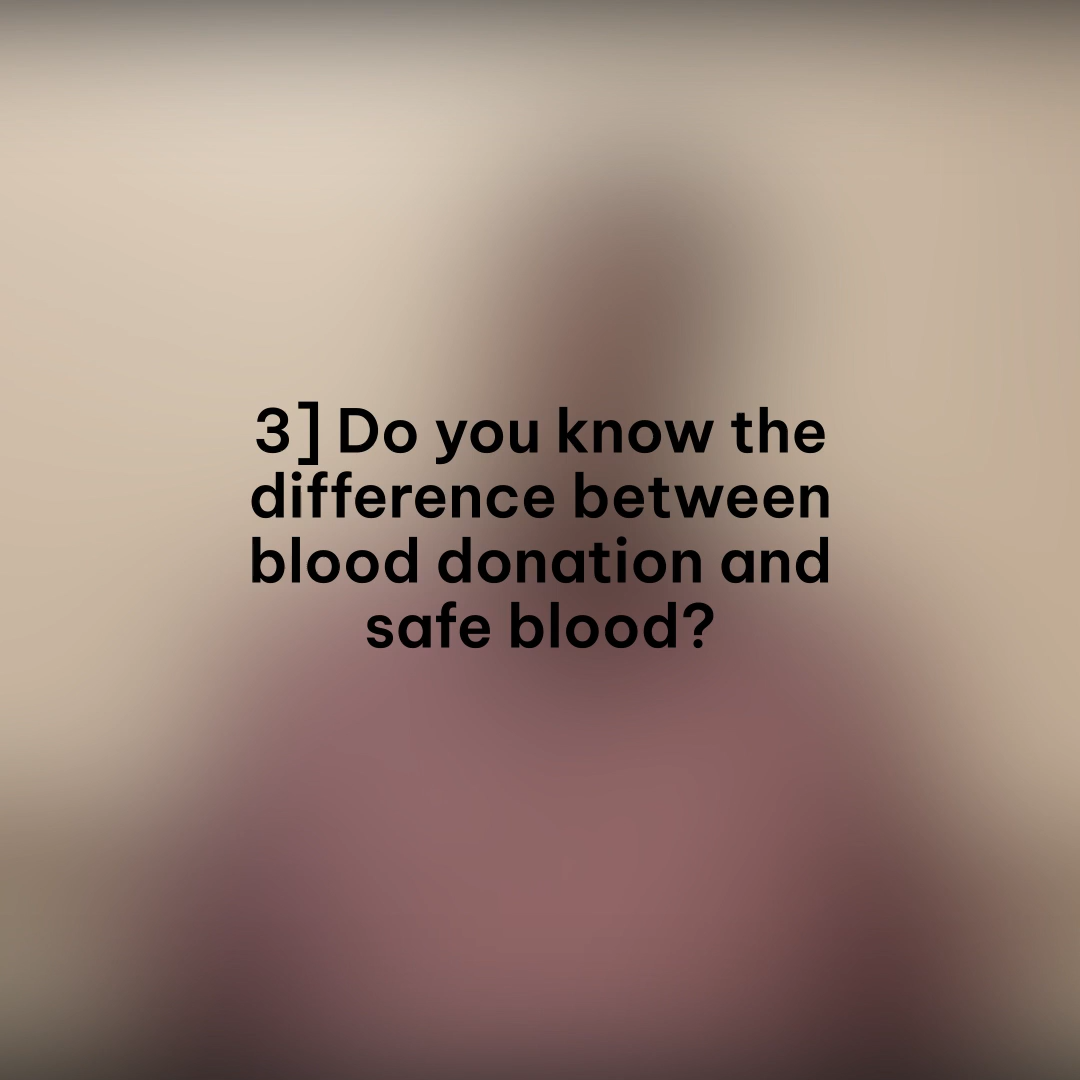 3] Do you know the
difference between
blood donation and
safe blood?